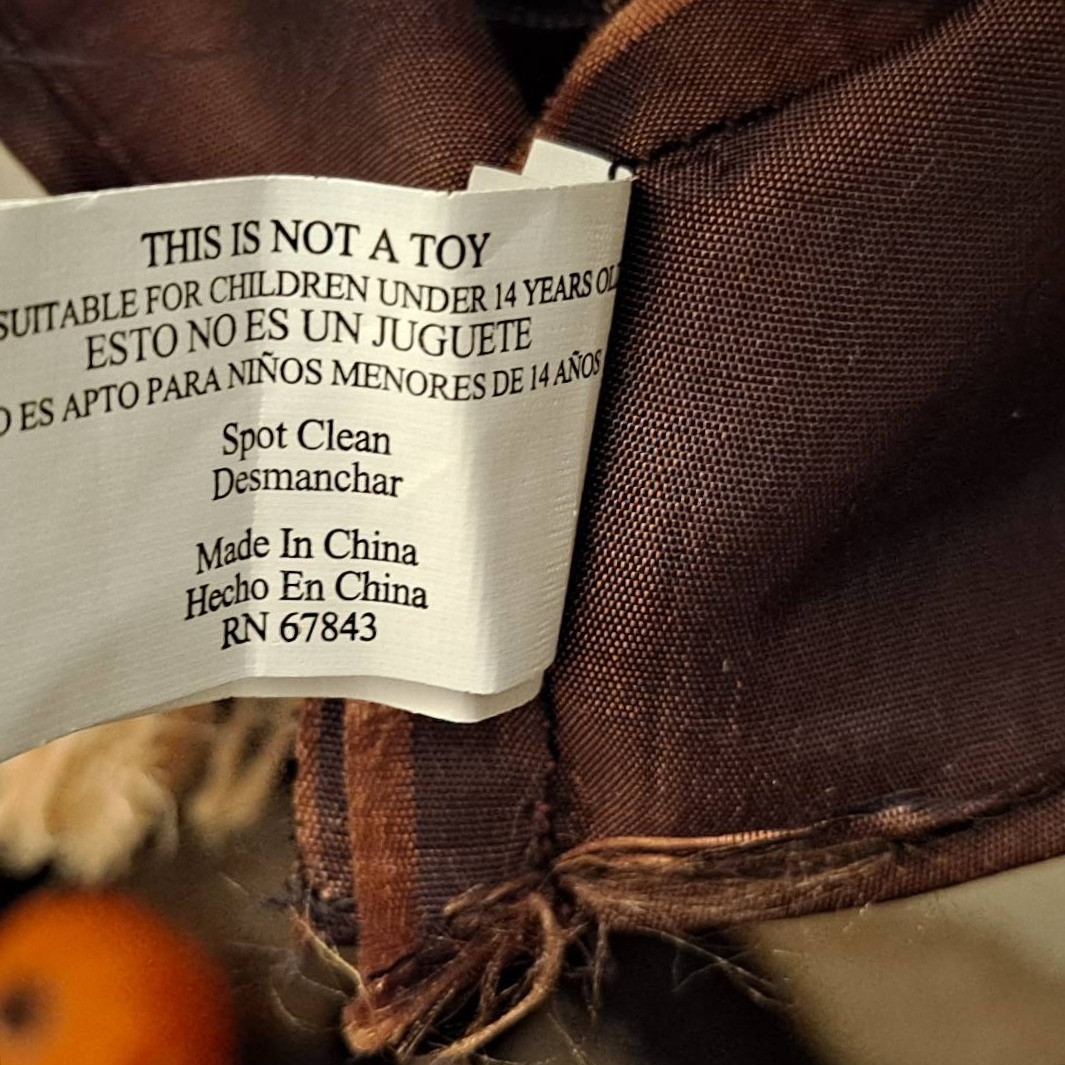 THIS IS NOT A TOY
SUITABLE FOR CHILDREN UNDER 14 YEARS
ESTO NO ES UN JUGUETE
ES APTO PARA NIÑOS MENORES DE 14 AÑOS
Spot Clean
Desmanchar
Made In China
Hecho En China
RN 67843